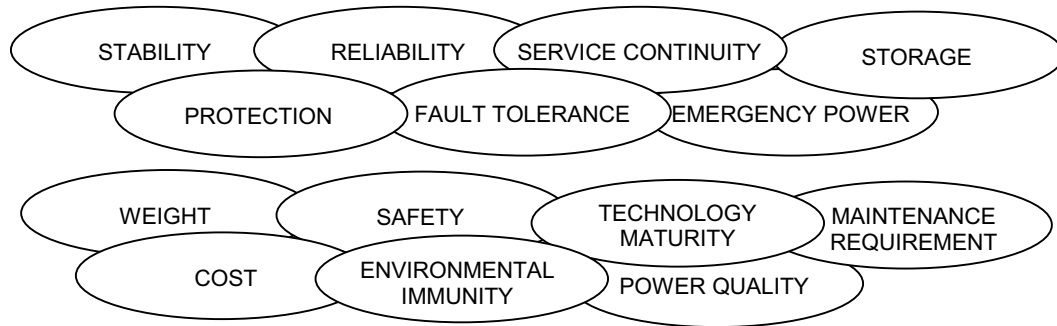 STABILITY
RELIABILITY
SERVICE CONTINUITY
STORAGE
PROTECTION
FAULT TOLERANCE
EMERGENCY POWER
WEIGHT
SAFETY
TECHNOLOGY
MATURITY
MAINTENANCE
REQUIREMENT
COST
ENVIRONMENTAL
IMMUNITY
POWER QUALITY